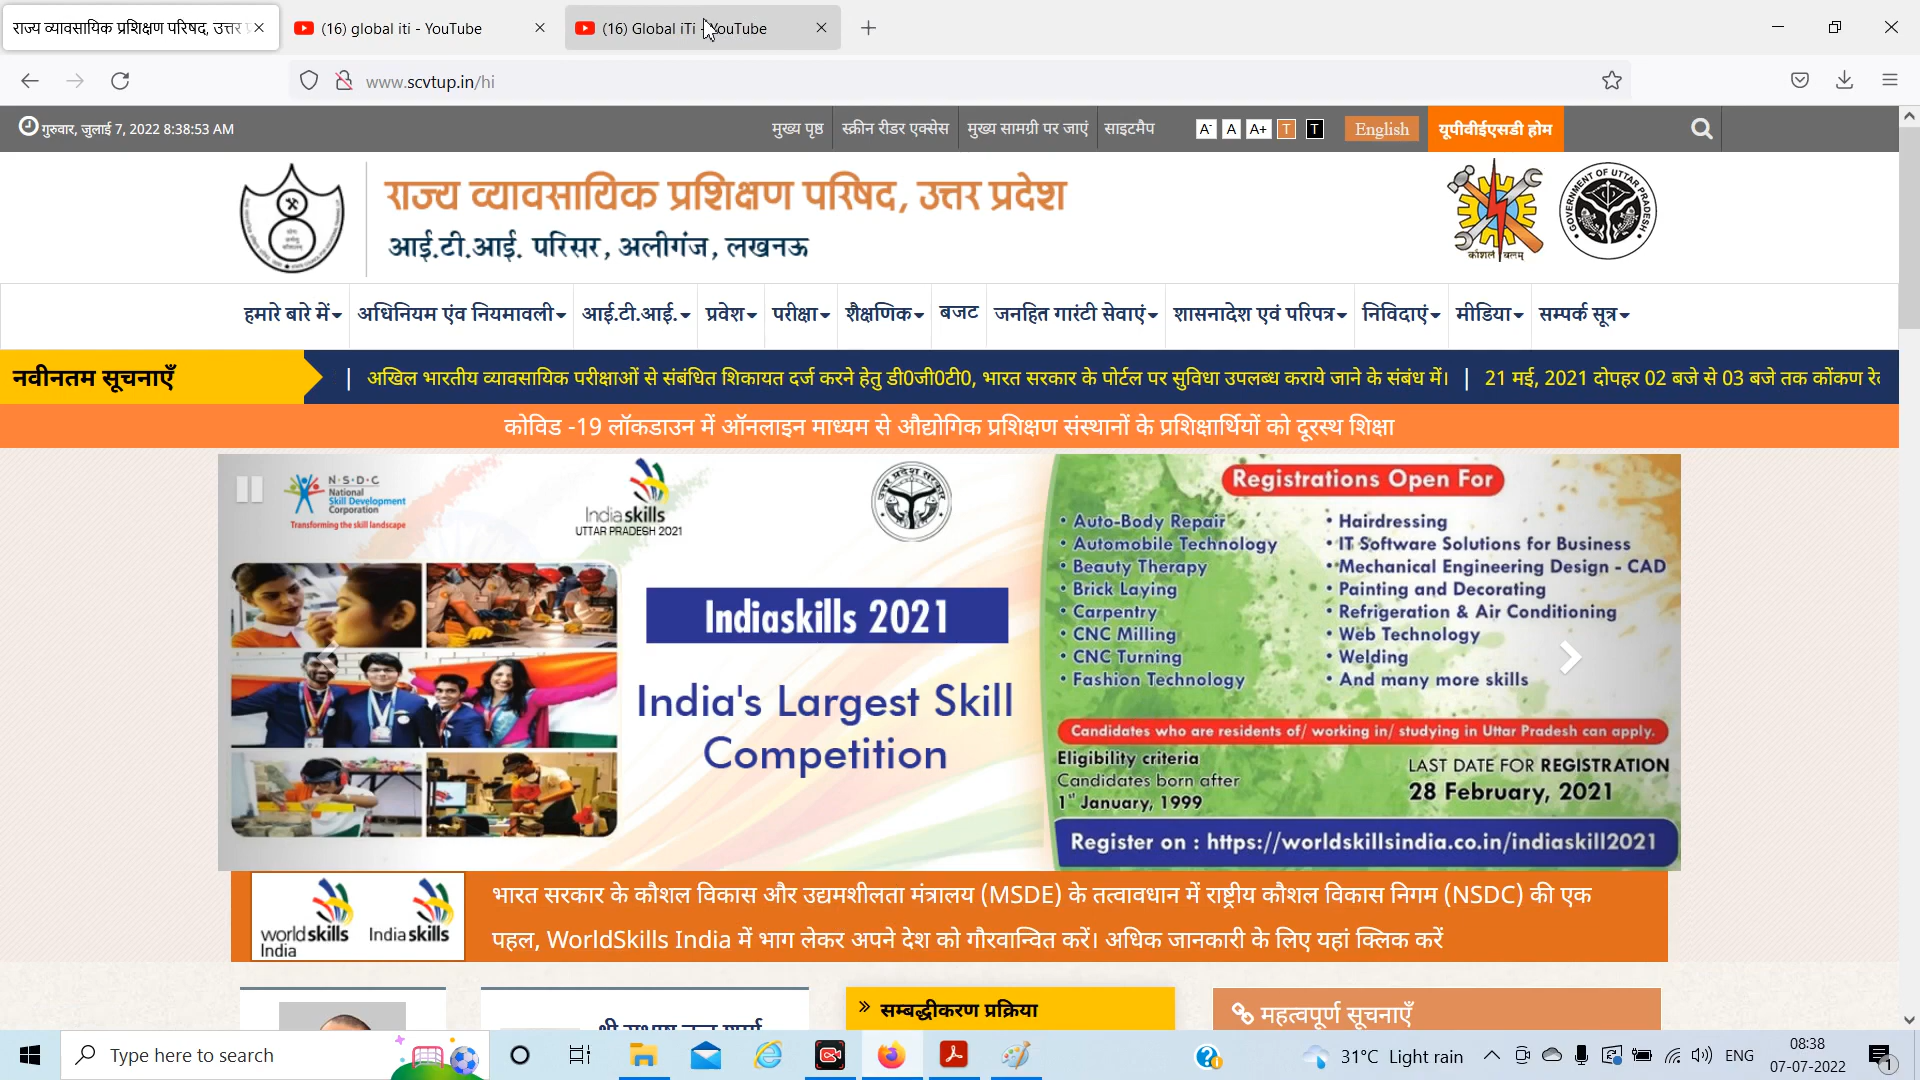 राज्य व्यावसायिक प्रशिक्षण परिषद, उत्तर
(16) global iti - YouTube
(16) Global iTi - YouTube
www.scvtup.in/hi
गुरुवार, जुलाई 7, 2022 8:38:53 AM
मुख्य पृष्ठ
स्क्रीन रीडर एक्सेस
मुख्य सामग्री पर जाएं
साइटमैप
A- A A+ T T
English
यूपीवीईएसडी होम
राज्य व्यावसायिक प्रशिक्षण परिषद, उत्तर प्रदेश
आई.टी.आई. परिसर, अलीगंज, लखनऊ
कौशलं बलम्
GOVERNMENT OF UTTAR PRADESH
हमारे बारे में
अधिनियम एंव नियमावली
आई.टी.आई.
प्रवेश
परीक्षा
शैक्षणिक
बजट
जनहित गारंटी सेवाएं
शासनादेश एवं परिपत्र
निविदाएं
मीडिया
सम्पर्क सूत्र
नवीनतम सूचनाएँ
| अखिल भारतीय व्यावसायिक परीक्षाओं से संबंधित शिकायत दर्ज करने हेतु डी0जी0टी0, भारत सरकार के पोर्टल पर सुविधा उपलब्ध कराये जाने के संबंध में। | 21 मई, 2021 दोपहर 02 बजे से 03 बजे तक कोंकण
कोविड -19 लॉकडाउन में ऑनलाइन माध्यम से औद्योगिक प्रशिक्षण संस्थानों के प्रशिक्षार्थियों को दूरस्थ शिक्षा
N·S·D·C
National
Skill Development
Corporation
Transforming the skill landscape
India skills
UTTAR PRADESH 2021
उत्तर प्रदेश सरकार
Indiaskills 2021
India's Largest Skill
Competition
Registrations Open For
• Auto-Body Repair
• Automobile Technology
• Beauty Therapy
• Brick Laying
• Carpentry
• CNC Milling
• CNC Turning
• Fashion Technology
• Hairdressing
• IT Software Solutions for Business
• Mechanical Engineering Design - CAD
• Painting and Decorating
• Refrigeration & Air Conditioning
• Web Technology
• Welding
• And many more skills
Candidates who are residents of/ working in/ studying in Uttar Pradesh can apply.
Eligibility criteria
Candidates born after
1st January, 1999
LAST DATE FOR REGISTRATION
28 February, 2021
Register on : https://worldskillsindia.co.in/indiaskill2021
worldskills
India
India skills
भारत सरकार के कौशल विकास और उद्यमशीलता मंत्रालय (MSDE) के तत्वावधान में राष्ट्रीय कौशल विकास निगम (NSDC) की एक
पहल, WorldSkills India में भाग लेकर अपने देश को गौरवान्वित करें। अधिक जानकारी के लिए यहां क्लिक करें
» सम्बद्धीकरण प्रक्रिया
महत्वपूर्ण सूचनाएँ
Type here to search
31°C Light rain
ENG
08:38
07-07-2022
1